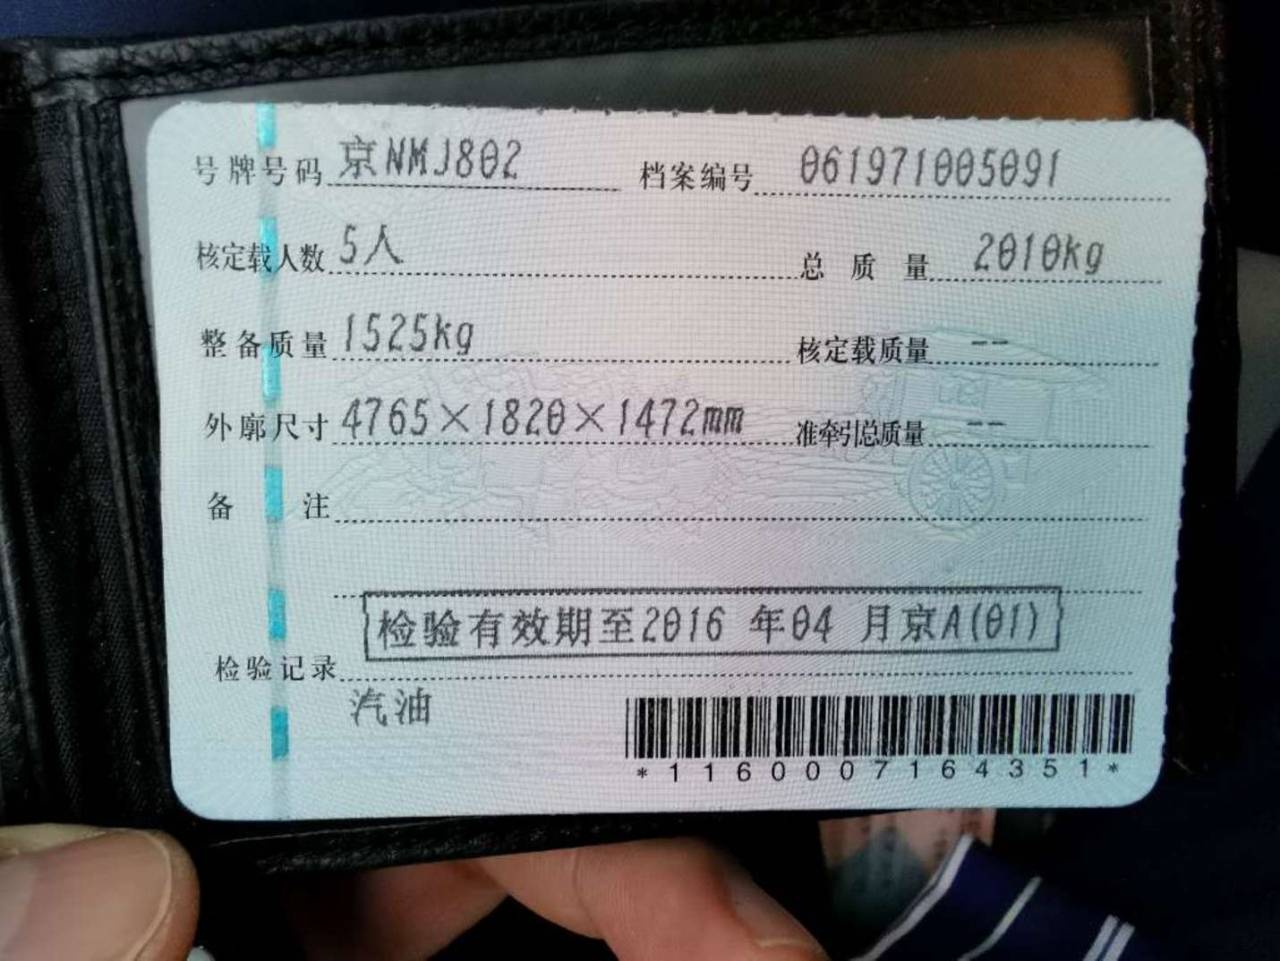 号牌号码 京NMJ802 档案编号 061971005091
核定载人数 5人 总质量 2010kg
整备质量 1525kg 核定载质量 --
外廓尺寸 4765×1820×1472mm 准牵引总质量 --
备注
检验有效期至2016 年04 月京A(01)
检验记录
汽油
*1160007164351*